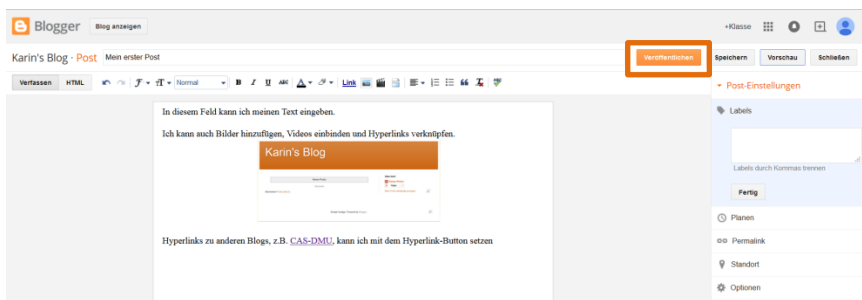 Blogger Blog anzeigen +Klasse
Karin's Blog · Post Mein erster Post Veröffentlichen Speichern Vorschau Schließen
Verfassen HTML Normal B I U ABC A Link
Post-Einstellungen
Labels
Labels durch Kommas trennen
Fertig
Planen
Permalink
Standort
Optionen
In diesem Feld kann ich meinen Text eingeben.
Ich kann auch Bilder hinzufügen, Videos einbinden und Hyperlinks verknüpfen.
Karin's Blog
Hyperlinks zu anderen Blogs, z.B. CAS-DMU, kann ich mit dem Hyperlink-Button setzen